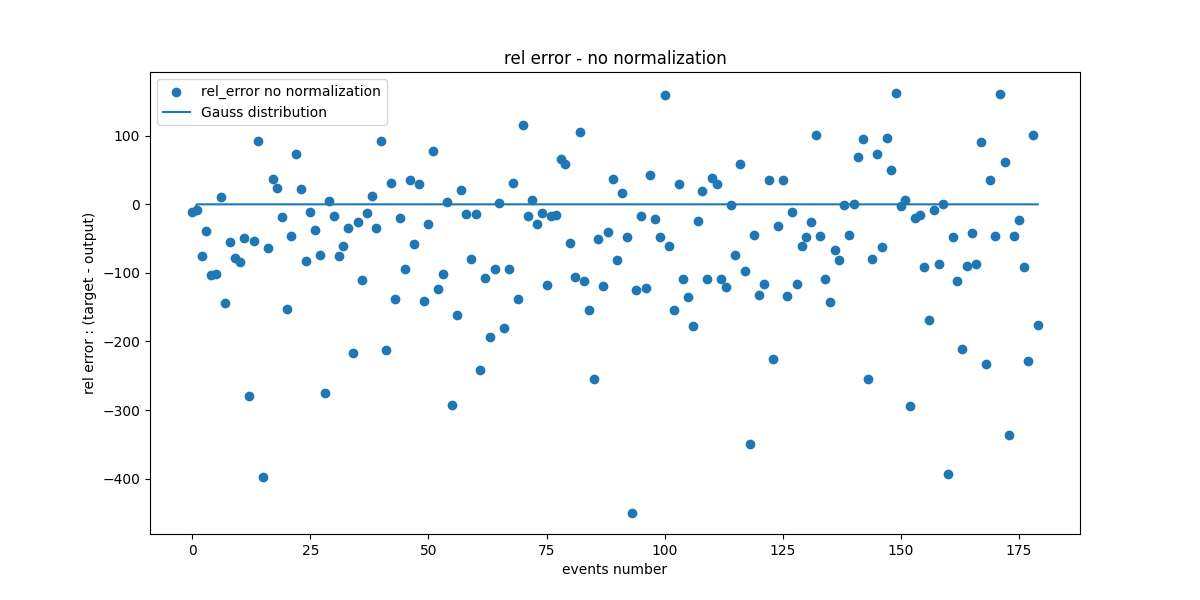 rel error - no normalization
rel_error no normalization
Gauss distribution
100
0
−100
−200
−300
−400
rel error : (target - output)
0 25 50 75 100 125 150 175
events number